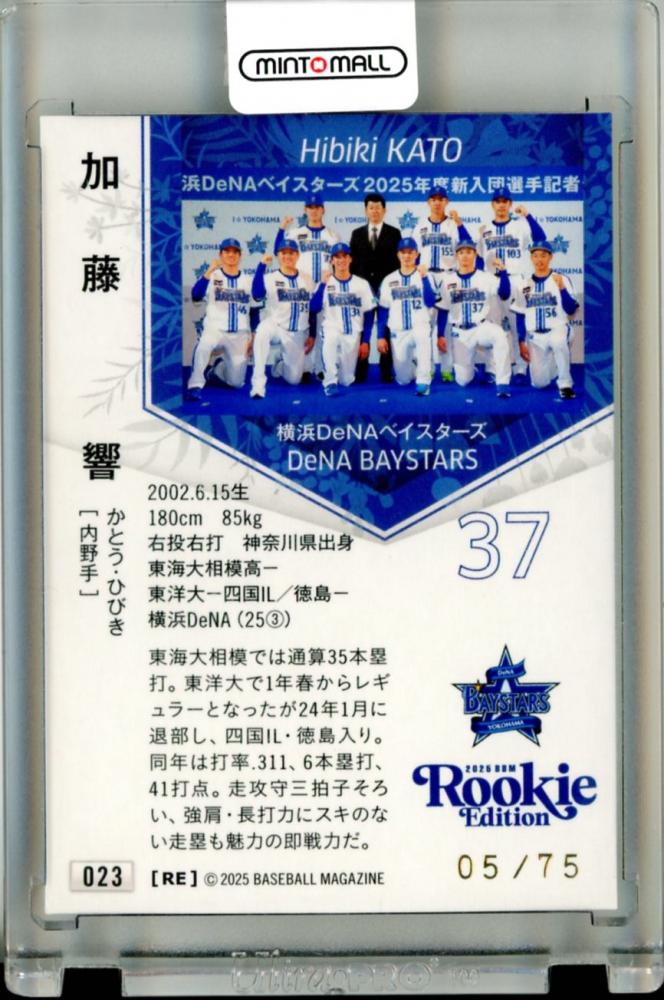 MINTOMALL
加藤 響
かとう・ひびき
［内野手］
Hibiki KATO
浜DeNAベイスターズ2025年度新入団選手記者
横浜DeNAベイスターズ
DeNA BAYSTARS
2002.6.15生
180cm 85kg
右投右打 神奈川県出身
東海大相模高ー
東洋大ー四国IL／徳島ー
横浜DeNA（25③）
37
東海大相模では通算35本塁
打。東洋大で1年春からレギ
ュラーとなったが24年1月に
退部し、四国IL・徳島入り。
同年は打率.311、6本塁打、
41打点。走攻守三拍子そろ
い、強肩・長打力にスキのな
い走塁も魅力の即戦力だ。
DeNA
BAYSTARS
YOKOHAMA
2025 BBM
Rookie
Edition
05/75
023 [RE] © 2025 BASEBALL MAGAZINE
Ultra PRO